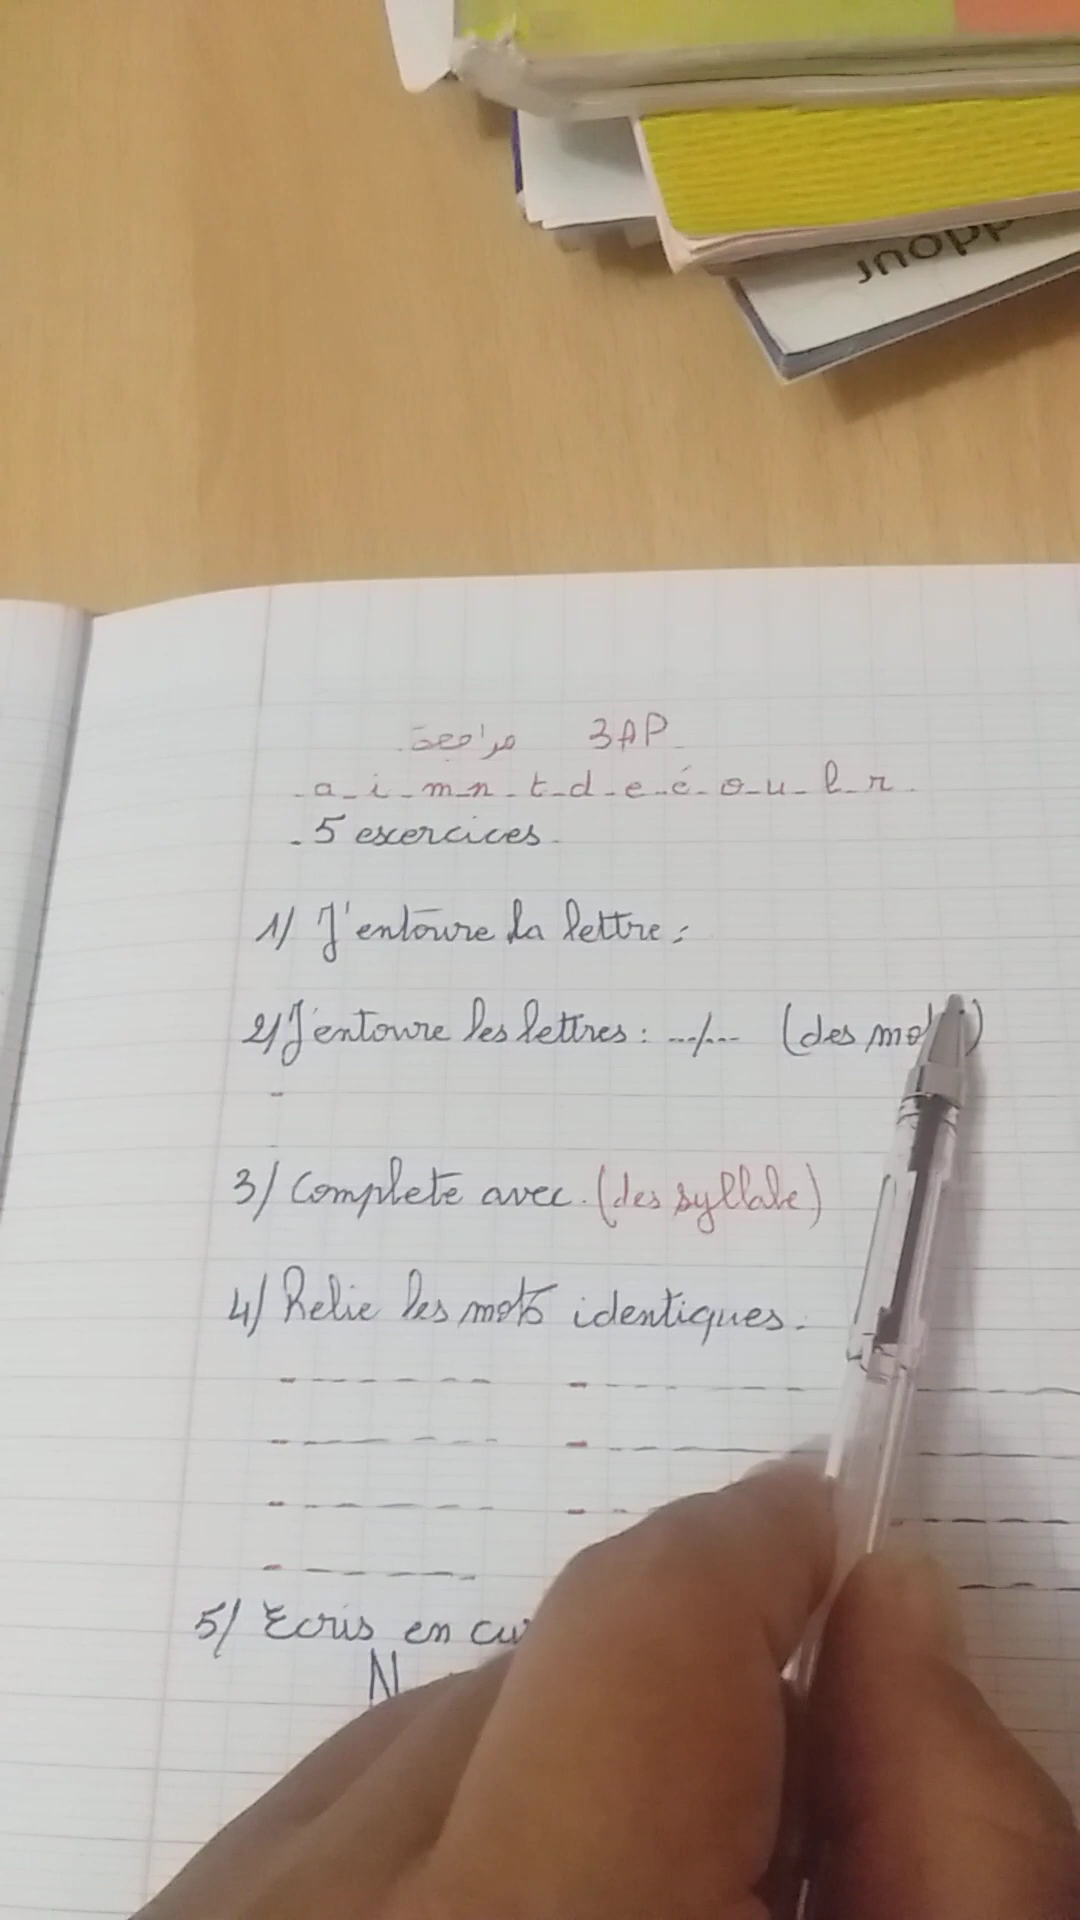 مراجعة 3AP
- a - i - m - n - t - d - e - é - o - u - l - r -
- 5 exercices -
1/ J'entoure la lettre :
2/ J'entoure les lettres : .../... (des mo )
-
3/ Complete avec. (des syllabe)
4/ Relie les mots identiques.
- - - - - - - - - - -
- - - - - - - - - - -
- - - - - - - - - - -
- - - - - -
5/ Ecris en cu
N